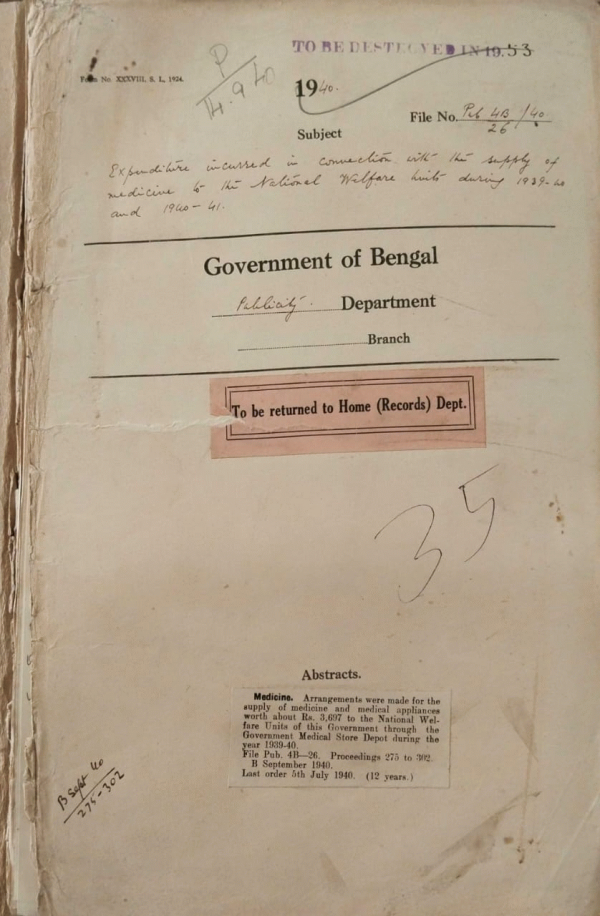 TO BE DESTROYED IN 19.53
Form No. XXXVIII, S. L., 1924.
P
14.9.40
1940.
File No. Pub 4B/40
26
Subject
Expenditure incurred in connection with the supply of
medicine to the National Welfare Units during 1939-40
and 1940-41.
Government of Bengal
Publicity. Department
Branch
To be returned to Home (Records) Dept.
35
Abstracts.
Medicine. Arrangements were made for the
supply of medicine and medical appliances
worth about Rs. 3,697 to the National Wel-
fare Units of this Government through the
Government Medical Store Depot during the
year 1939-40.
File Pub. 4B—26. Proceedings 275 to 302.
B September 1940.
Last order 5th July 1940. (12 years.)
B Sept 40
275-302